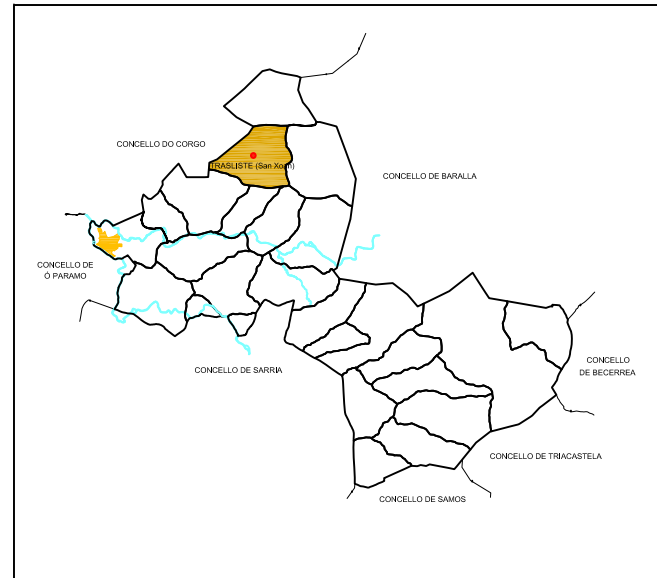 CONCELLO DO CORGO
TRASLISTE (San Xoan)
CONCELLO DE BARALLA
CONCELLO DE
Ó PARAMO
CONCELLO DE SARRIA
CONCELLO
DE BECERREA
CONCELLO DE TRIACASTELA
CONCELLO DE SAMOS